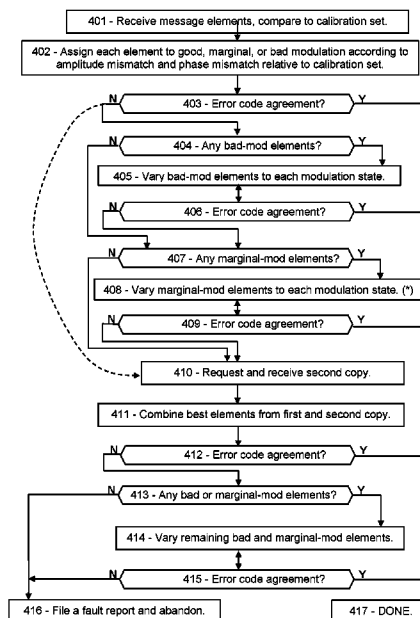 401 - Receive message elements, compare to calibration set.
402 - Assign each element to good, marginal, or bad modulation according to
amplitude mismatch and phase mismatch relative to calibration set.
N 403 - Error code agreement? Y
N 404 - Any bad-mod elements? Y
405 - Vary bad-mod elements to each modulation state.
N 406 - Error code agreement? Y
N 407 - Any marginal-mod elements? Y
408 - Vary marginal-mod elements to each modulation state. (*)
N 409 - Error code agreement? Y
410 - Request and receive second copy.
411 - Combine best elements from first and second copy.
N 412 - Error code agreement? Y
N 413 - Any bad or marginal-mod elements? Y
414 - Vary remaining bad and marginal-mod elements.
N 415 - Error code agreement? Y
416 - File a fault report and abandon. 417 - DONE.